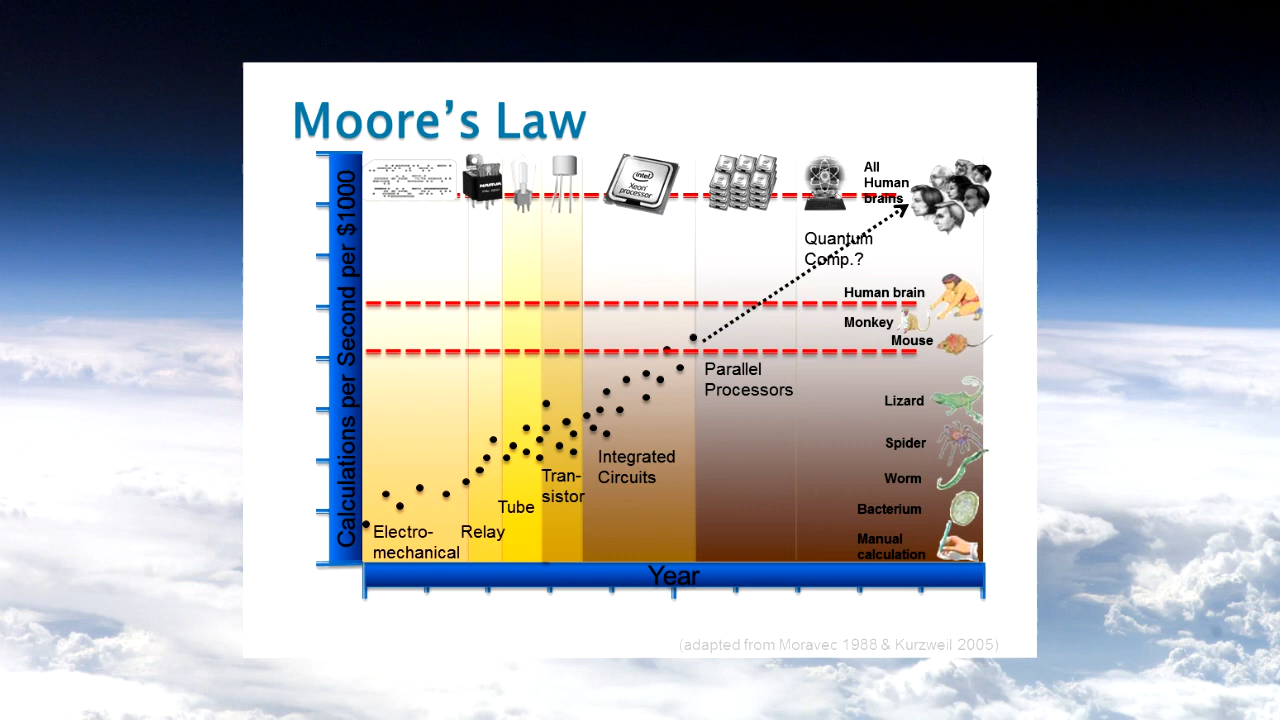 Moore's Law
Calculations per Second per $1000
intel
Xeon
processor
All
Human
brains
Quantum
Comp.?
Human brain
Monkey
Mouse
Parallel
Processors
Lizard
Spider
Integrated
Circuits
Tran-
sistor
Worm
Tube
Bacterium
Electro-
mechanical
Relay
Manual
calculation
Year
(adapted from Moravec 1988 & Kurzweil 2005)